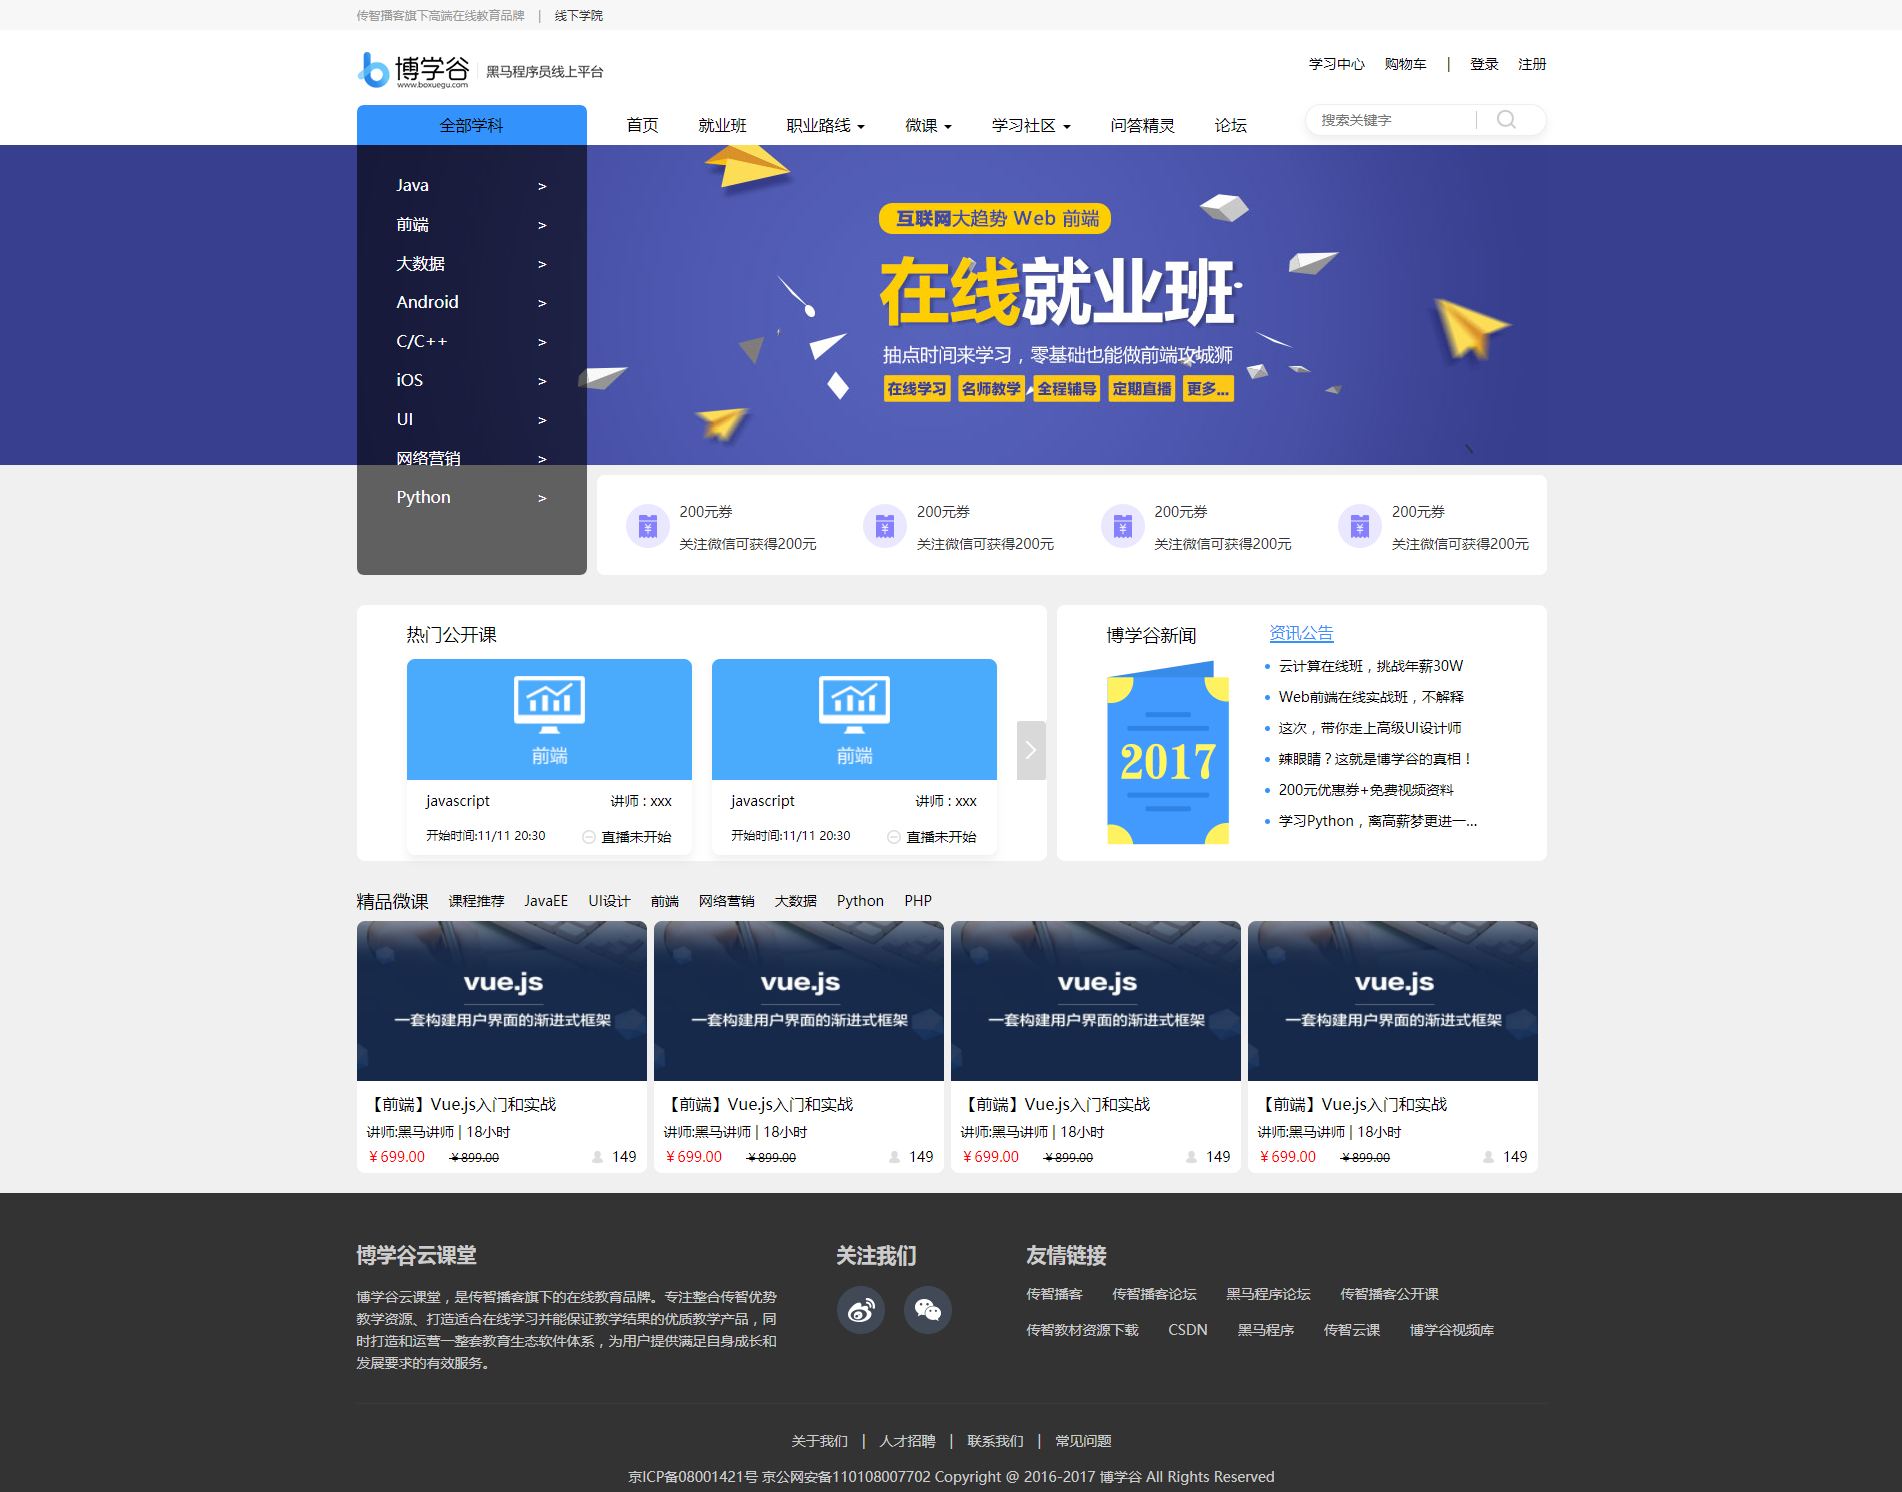 传智播客旗下高端在线教育品牌 | 线下学院
博学谷 黑马程序员线上平台
www.boxuegu.com
学习中心 购物车 | 登录 注册
全部学科 首页 就业班 职业路线 微课 学习社区 问答精灵 论坛 搜索关键字
Java >
前端 >
大数据 >
Android >
C/C++ >
iOS >
UI >
网络营销 >
Python >
互联网大趋势 Web 前端
在线就业班
抽点时间来学习，零基础也能做前端攻城狮
在线学习 名师教学 全程辅导 定期直播 更多...
200元券 200元券 200元券 200元券
关注微信可获得200元 关注微信可获得200元 关注微信可获得200元 关注微信可获得200元
热门公开课
前端 前端
javascript 讲师：xxx javascript 讲师：xxx
开始时间:11/11 20:30 直播未开始 开始时间:11/11 20:30 直播未开始
博学谷新闻 资讯公告
2017
云计算在线班，挑战年薪30W
Web前端在线实战班，不解释
这次，带你走上高级UI设计师
辣眼睛？这就是博学谷的真相！
200元优惠券+免费视频资料
学习Python，离高薪梦更进一...
精品微课 课程推荐 JavaEE UI设计 前端 网络营销 大数据 Python PHP
vue.js vue.js vue.js vue.js
一套构建用户界面的渐进式框架 一套构建用户界面的渐进式框架 一套构建用户界面的渐进式框架 一套构建用户界面的渐进式框架
【前端】Vue.js入门和实战 【前端】Vue.js入门和实战 【前端】Vue.js入门和实战 【前端】Vue.js入门和实战
讲师:黑马讲师 | 18小时 讲师:黑马讲师 | 18小时 讲师:黑马讲师 | 18小时 讲师:黑马讲师 | 18小时
￥699.00 ￥899.00 149 ￥699.00 ￥899.00 149 ￥699.00 ￥899.00 149 ￥699.00 ￥899.00 149
博学谷云课堂
博学谷云课堂，是传智播客旗下的在线教育品牌。专注整合传智优势
教学资源、打造适合在线学习并能保证教学结果的优质教学产品，同
时打造和运营一整套教育生态软件体系，为用户提供满足自身成长和
发展要求的有效服务。
关注我们
友情链接
传智播客 传智播客论坛 黑马程序论坛 传智播客公开课
传智教材资源下载 CSDN 黑马程序 传智云课 博学谷视频库
关于我们 | 人才招聘 | 联系我们 | 常见问题
京ICP备08001421号 京公网安备110108007702 Copyright @ 2016-2017 博学谷 All Rights Reserved